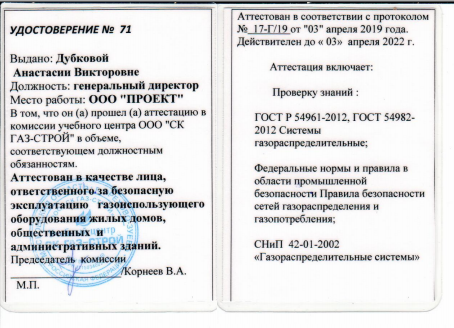 УДОСТОВЕРЕНИЕ № 71
Выдано: Дубковой
Анастасии Викторовне
Должность: генеральный директор
Место работы: ООО "ПРОЕКТ"
В том, что он (а) прошел (а) аттестацию в
комиссии учебного центра ООО "СК
ГАЗ-СТРОЙ" в объеме,
соответствующем должностным
обязанностям.
Аттестован в качестве лица,
ответственного за безопасную
эксплуатацию газоиспользующего
оборудования жилых домов,
общественных и
административных зданий.
Председатель комиссии
/Корнеев В.А.
М.П.
Аттестован в соответствии с протоколом
№ 17-Г/19 от "03" апреля 2019 года.
Действителен до « 03» апреля 2022 г.
Аттестация включает:
Проверку знаний :
ГОСТ Р 54961-2012, ГОСТ 54982-
2012 Системы
газораспределительные;
Федеральные нормы и правила в
области промышленной
безопасности Правила безопасности
сетей газораспределения и
газопотребления;
СНиП 42-01-2002
«Газораспределительные системы»